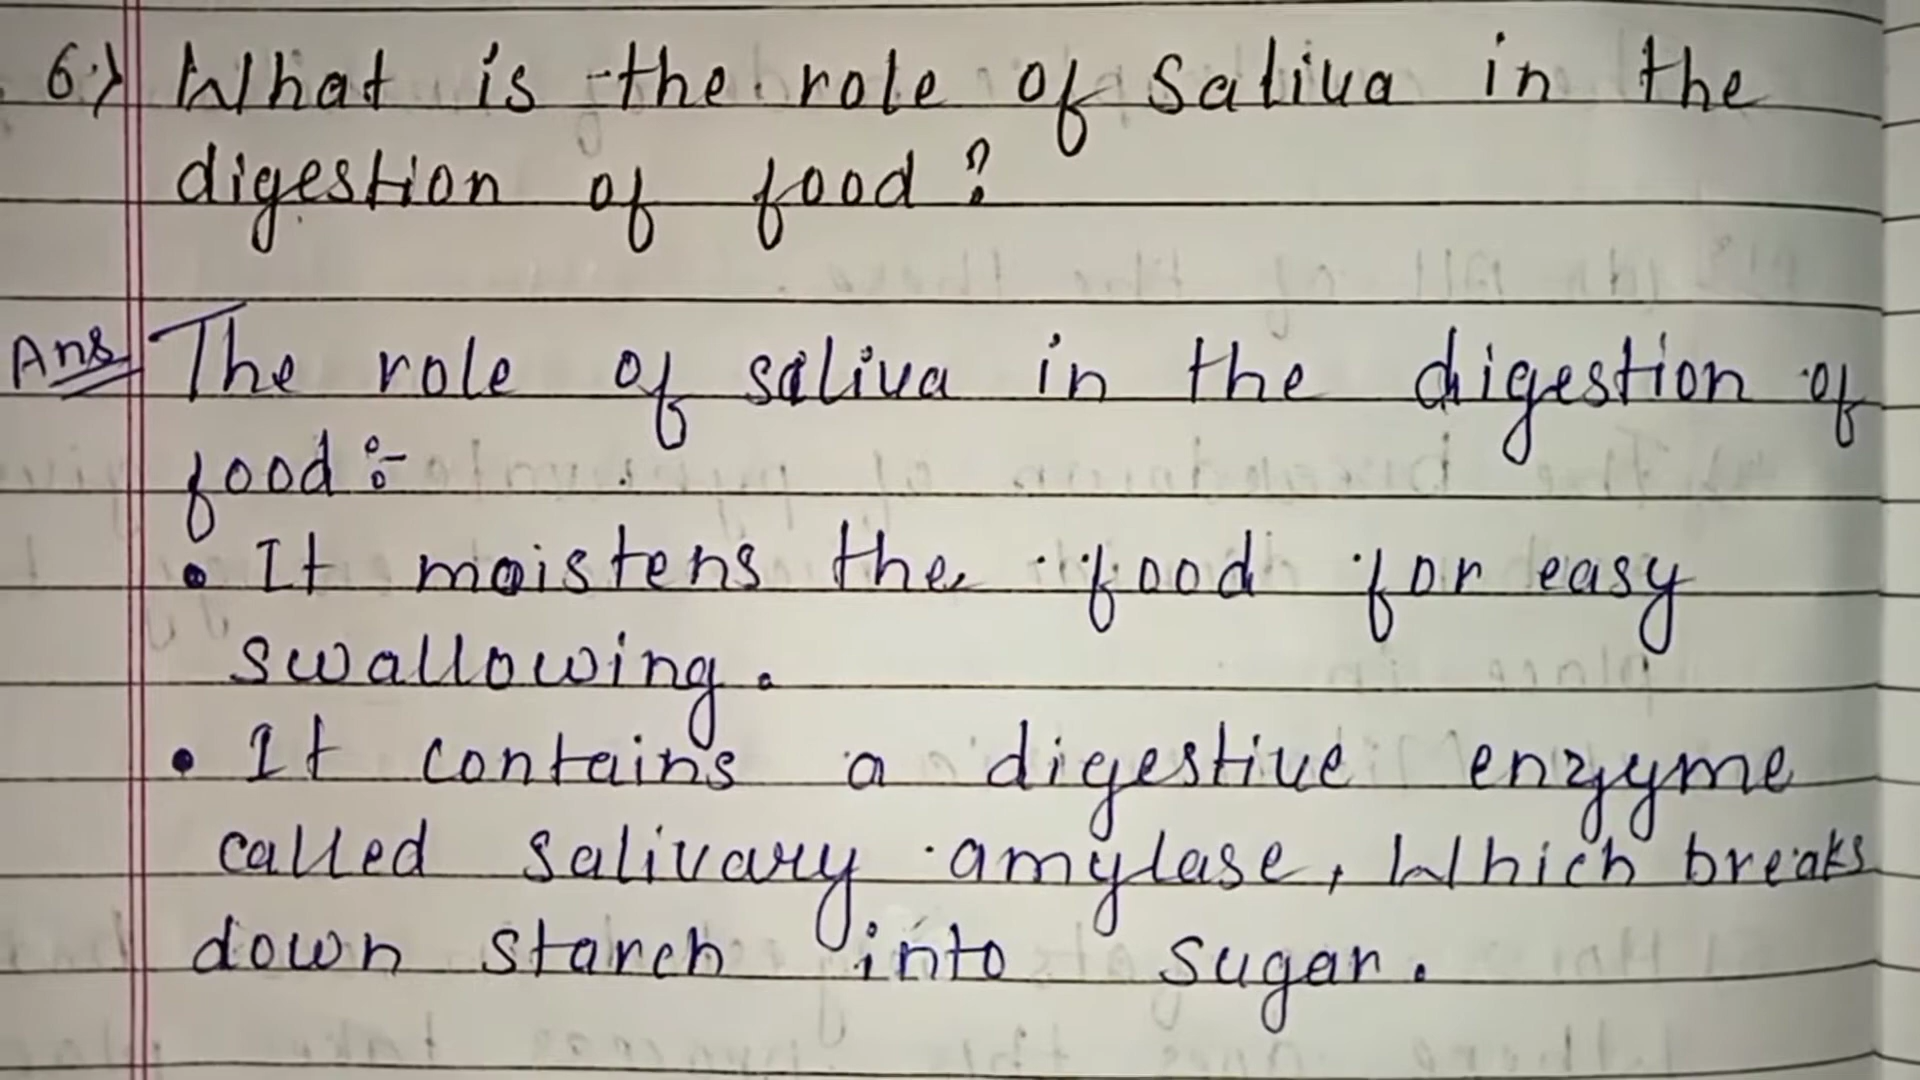 6.) What is the role of saliva in the
digestion of food?
Ans The role of saliva in the digestion of
food :-
• It moistens the food for easy
swallowing.
• It contains a digestive enzyme
called salivary amylase, which breaks
down starch into sugar.